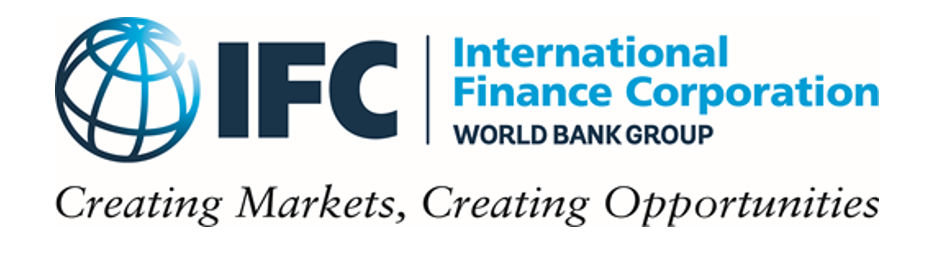 IFC
International
Finance Corporation
WORLD BANK GROUP
Creating Markets, Creating Opportunities